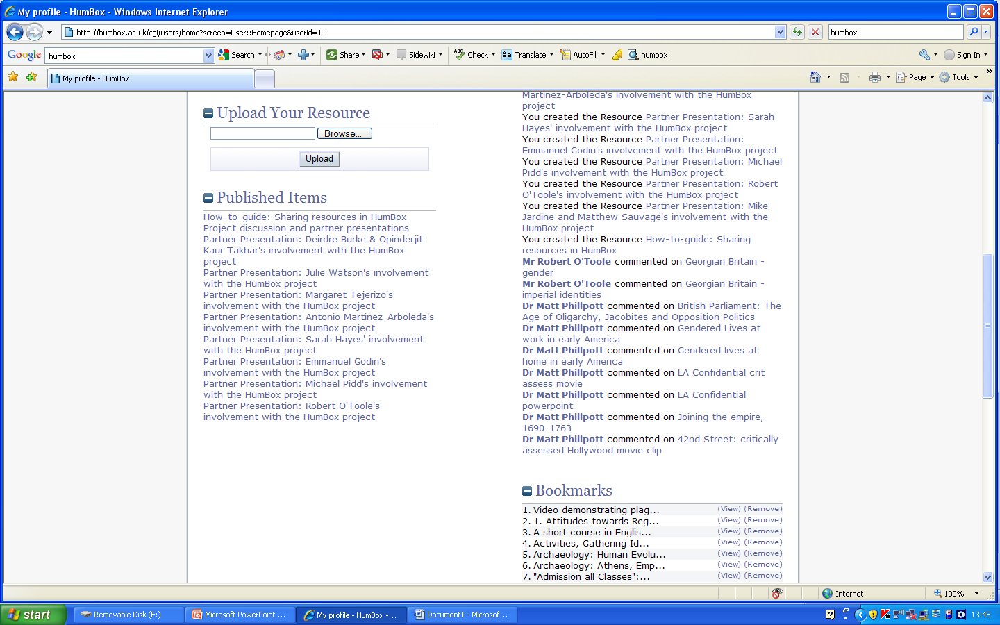 My profile - HumBox - Windows Internet Explorer
http://humbox.ac.uk/cgi/users/home?screen=User::Homepage&userid=11
humbox
Google
humbox
Search
Share
Sidewiki
ABC
Check
Translate
AutoFill
humbox
Sign In
My profile - HumBox
Page
Tools
Upload Your Resource
Browse...
Upload
Published Items
How-to-guide: Sharing resources in HumBox
Project discussion and partner presentations
Partner Presentation: Deirdre Burke & Opinderjit
Kaur Takhar's involvement with the HumBox
project
Partner Presentation: Julie Watson's involvement
with the HumBox project
Partner Presentation: Margaret Tejerizo's
involvement with the HumBox project
Partner Presentation: Antonio Martinez-Arboleda's
involvement with the HumBox project
Partner Presentation: Sarah Hayes' involvement
with the HumBox project
Partner Presentation: Emmanuel Godin's
involvement with the HumBox project
Partner Presentation: Michael Pidd's involvement
with the HumBox project
Partner Presentation: Robert O'Toole's
involvement with the HumBox project
Martinez-Arboleda's involvement with the HumBox
project
You created the Resource Partner Presentation: Sarah
Hayes' involvement with the HumBox project
You created the Resource Partner Presentation:
Emmanuel Godin's involvement with the HumBox project
You created the Resource Partner Presentation: Michael
Pidd's involvement with the HumBox project
You created the Resource Partner Presentation: Robert
O'Toole's involvement with the HumBox project
You created the Resource Partner Presentation: Mike
Jardine and Matthew Sauvage's involvement with the
HumBox project
You created the Resource How-to-guide: Sharing
resources in HumBox
Mr Robert O'Toole commented on Georgian Britain -
gender
Mr Robert O'Toole commented on Georgian Britain -
imperial identities
Dr Matt Phillpott commented on British Parliament: The
Age of Oligarchy, Jacobites and Opposition Politics
Dr Matt Phillpott commented on Gendered Lives at
work in early America
Dr Matt Phillpott commented on Gendered lives at
home in early America
Dr Matt Phillpott commented on LA Confidential crit
assess movie
Dr Matt Phillpott commented on LA Confidential
powerpoint
Dr Matt Phillpott commented on Joining the empire,
1690-1763
Dr Matt Phillpott commented on 42nd Street: critically
assessed Hollywood movie clip
Bookmarks
1. Video demonstrating plag... (View) (Remove)
2. 1. Attitudes towards Reg... (View) (Remove)
3. A short course in Englis... (View) (Remove)
4. Activities, Gathering Id... (View) (Remove)
5. Archaeology: Human Evolu... (View) (Remove)
6. Archaeology: Athens, Emp... (View) (Remove)
7. "Admission all Classes":... (View) (Remove)
Internet
100%
start
Removable Disk (F:)
Microsoft PowerPoint ...
My profile - HumBox -...
Document1 - Microsof...
13:45